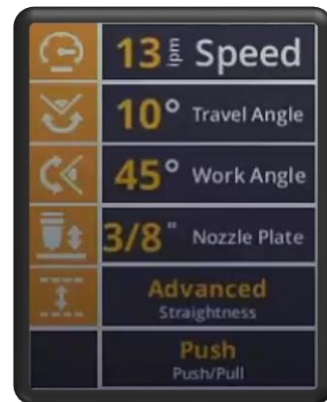 13 ipm Speed
10° Travel Angle
45° Work Angle
3/8" Nozzle Plate
Advanced
Straightness
Push
Push/Pull